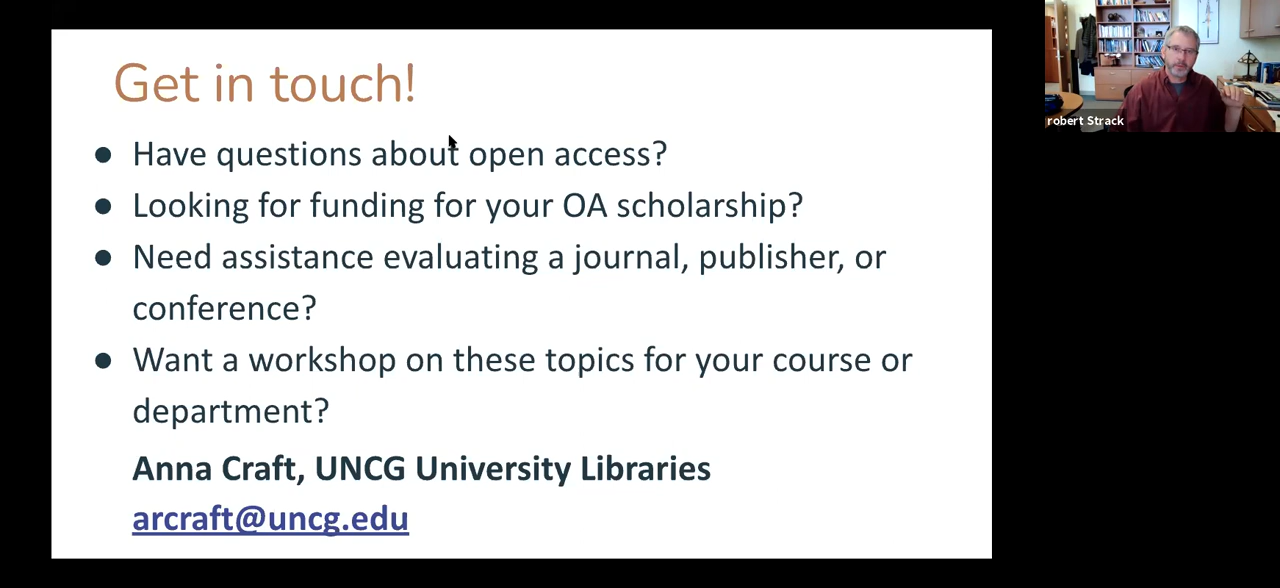 Get in touch!
● Have questions about open access?
● Looking for funding for your OA scholarship?
● Need assistance evaluating a journal, publisher, or
conference?
● Want a workshop on these topics for your course or
department?
Anna Craft, UNCG University Libraries
arcraft@uncg.edu
robert Strack